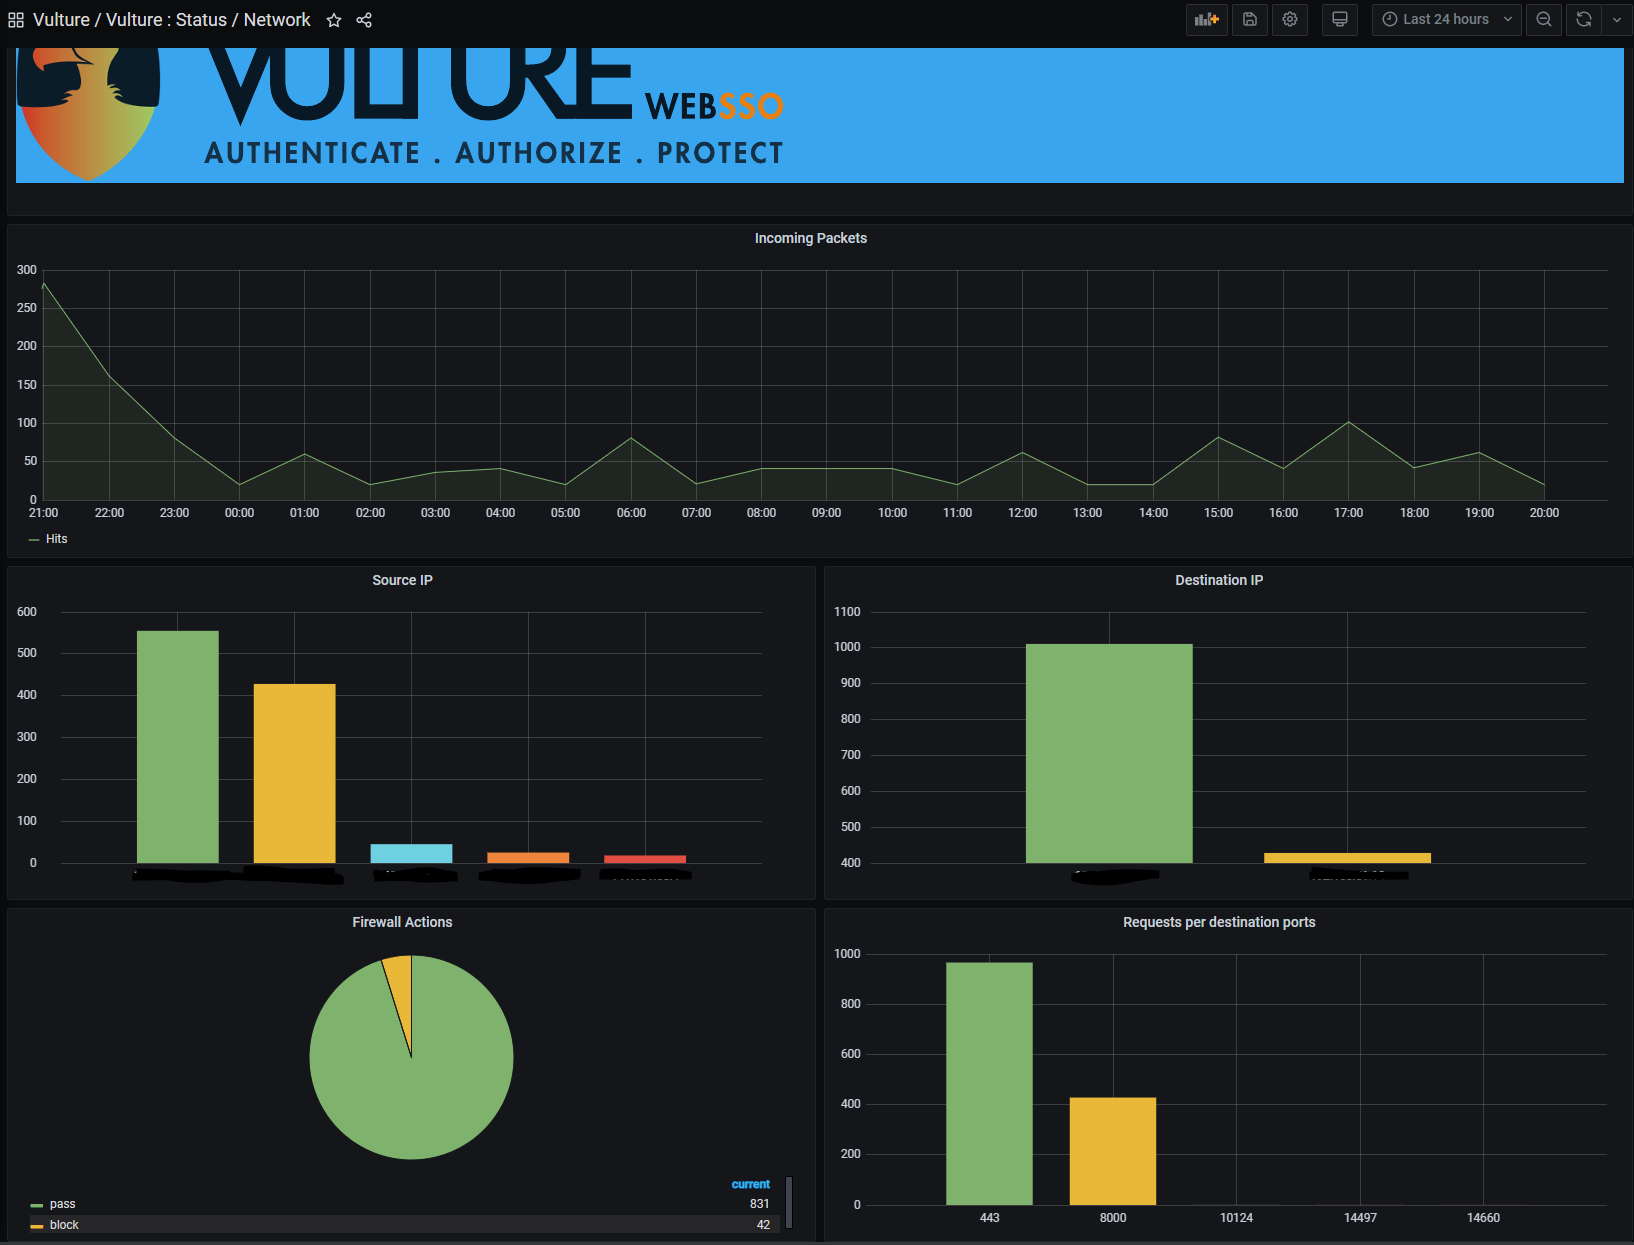 Vulture / Vulture : Status / Network
Last 24 hours
VULTURE WEBSSO
AUTHENTICATE . AUTHORIZE . PROTECT
Incoming Packets
300
250
200
150
100
50
0
21:00 22:00 23:00 00:00 01:00 02:00 03:00 04:00 05:00 06:00 07:00 08:00 09:00 10:00 11:00 12:00 13:00 14:00 15:00 16:00 17:00 18:00 19:00 20:00
Hits
Source IP
600
500
400
300
200
100
0
Destination IP
1100
1000
900
800
700
600
500
400
Firewall Actions
current
pass 831
block 42
Requests per destination ports
1000
800
600
400
200
0
443 8000 10124 14497 14660